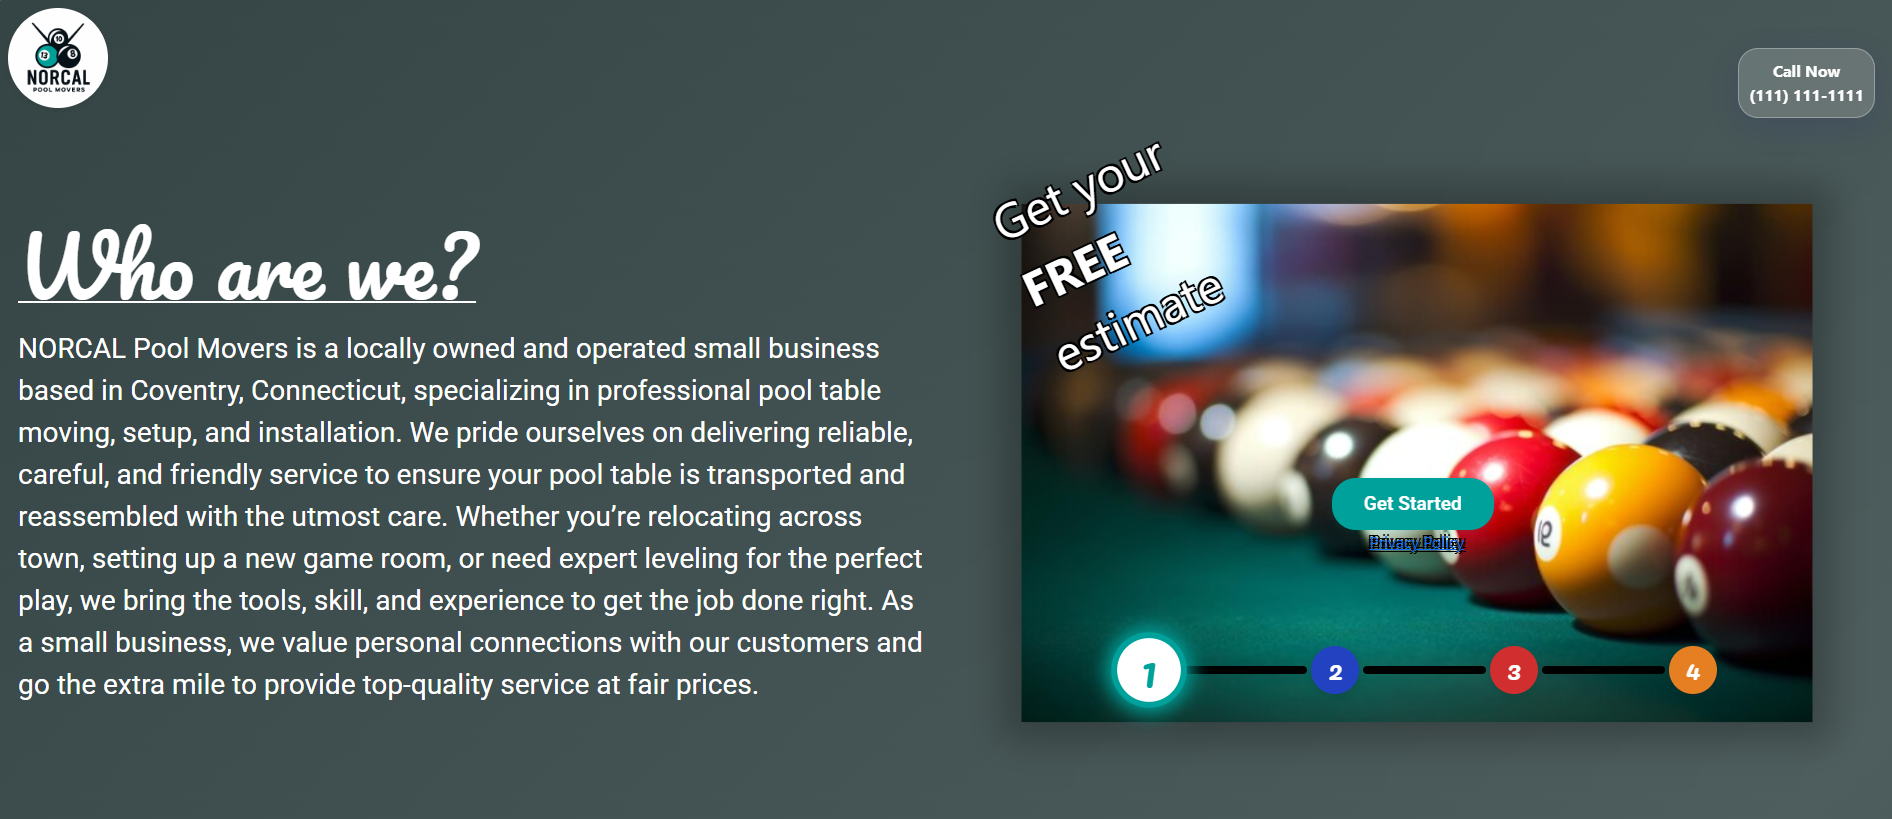 10
13
8
NORCAL
POOL MOVERS
Call Now
(111) 111-1111
Get your
FREE
estimate
Who are we?
NORCAL Pool Movers is a locally owned and operated small business
based in Coventry, Connecticut, specializing in professional pool table
moving, setup, and installation. We pride ourselves on delivering reliable,
careful, and friendly service to ensure your pool table is transported and
reassembled with the utmost care. Whether you’re relocating across
town, setting up a new game room, or need expert leveling for the perfect
play, we bring the tools, skill, and experience to get the job done right. As
a small business, we value personal connections with our customers and
go the extra mile to provide top-quality service at fair prices.
Get Started
Privacy Policy
1 2 3 4